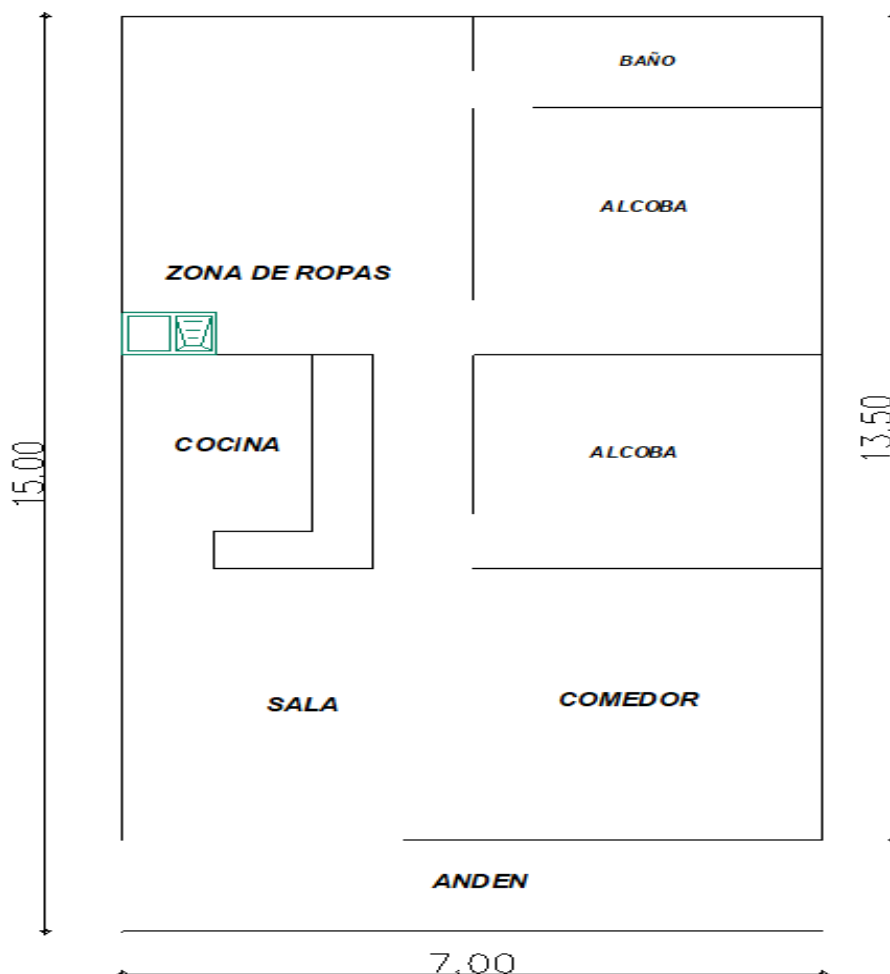 BAÑO
ALCOBA
ZONA DE ROPAS
COCINA
ALCOBA
15.00
13.50
SALA
COMEDOR
ANDEN
7.00